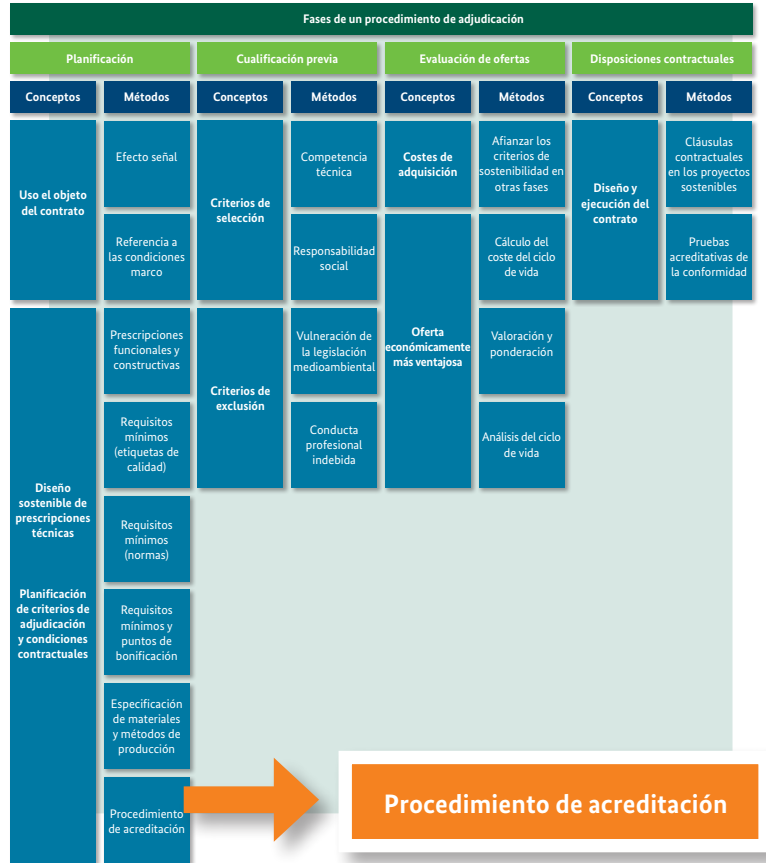 Fases de un procedimiento de adjudicación
Planificación
Cualificación previa
Evaluación de ofertas
Disposiciones contractuales
Conceptos
Métodos
Conceptos
Métodos
Conceptos
Métodos
Conceptos
Métodos
Uso el objeto
del contrato
Efecto señal
Referencia a
las condiciones
marco
Diseño
sostenible de
prescripciones
técnicas
Planificación
de criterios de
adjudicación
y condiciones
contractuales
Prescripciones
funcionales y
constructivas
Requisitos
mínimos
(etiquetas de
calidad)
Requisitos
mínimos
(normas)
Requisitos
mínimos y
puntos de
bonificación
Especificación
de materiales
y métodos de
producción
Procedimiento
de acreditación
Criterios de
selección
Competencia
técnica
Responsabilidad
social
Criterios de
exclusión
Vulneración de
la legislación
medioambiental
Conducta
profesional
indebida
Costes de
adquisición
Afianzar los
criterios de
sostenibilidad en
otras fases
Oferta
económicamente
más ventajosa
Cálculo del
coste del ciclo
de vida
Valoración y
ponderación
Análisis del ciclo
de vida
Diseño y
ejecución del
contrato
Cláusulas
contractuales
en los proyectos
sostenibles
Pruebas
acreditativas de
la conformidad
Procedimiento de acreditación